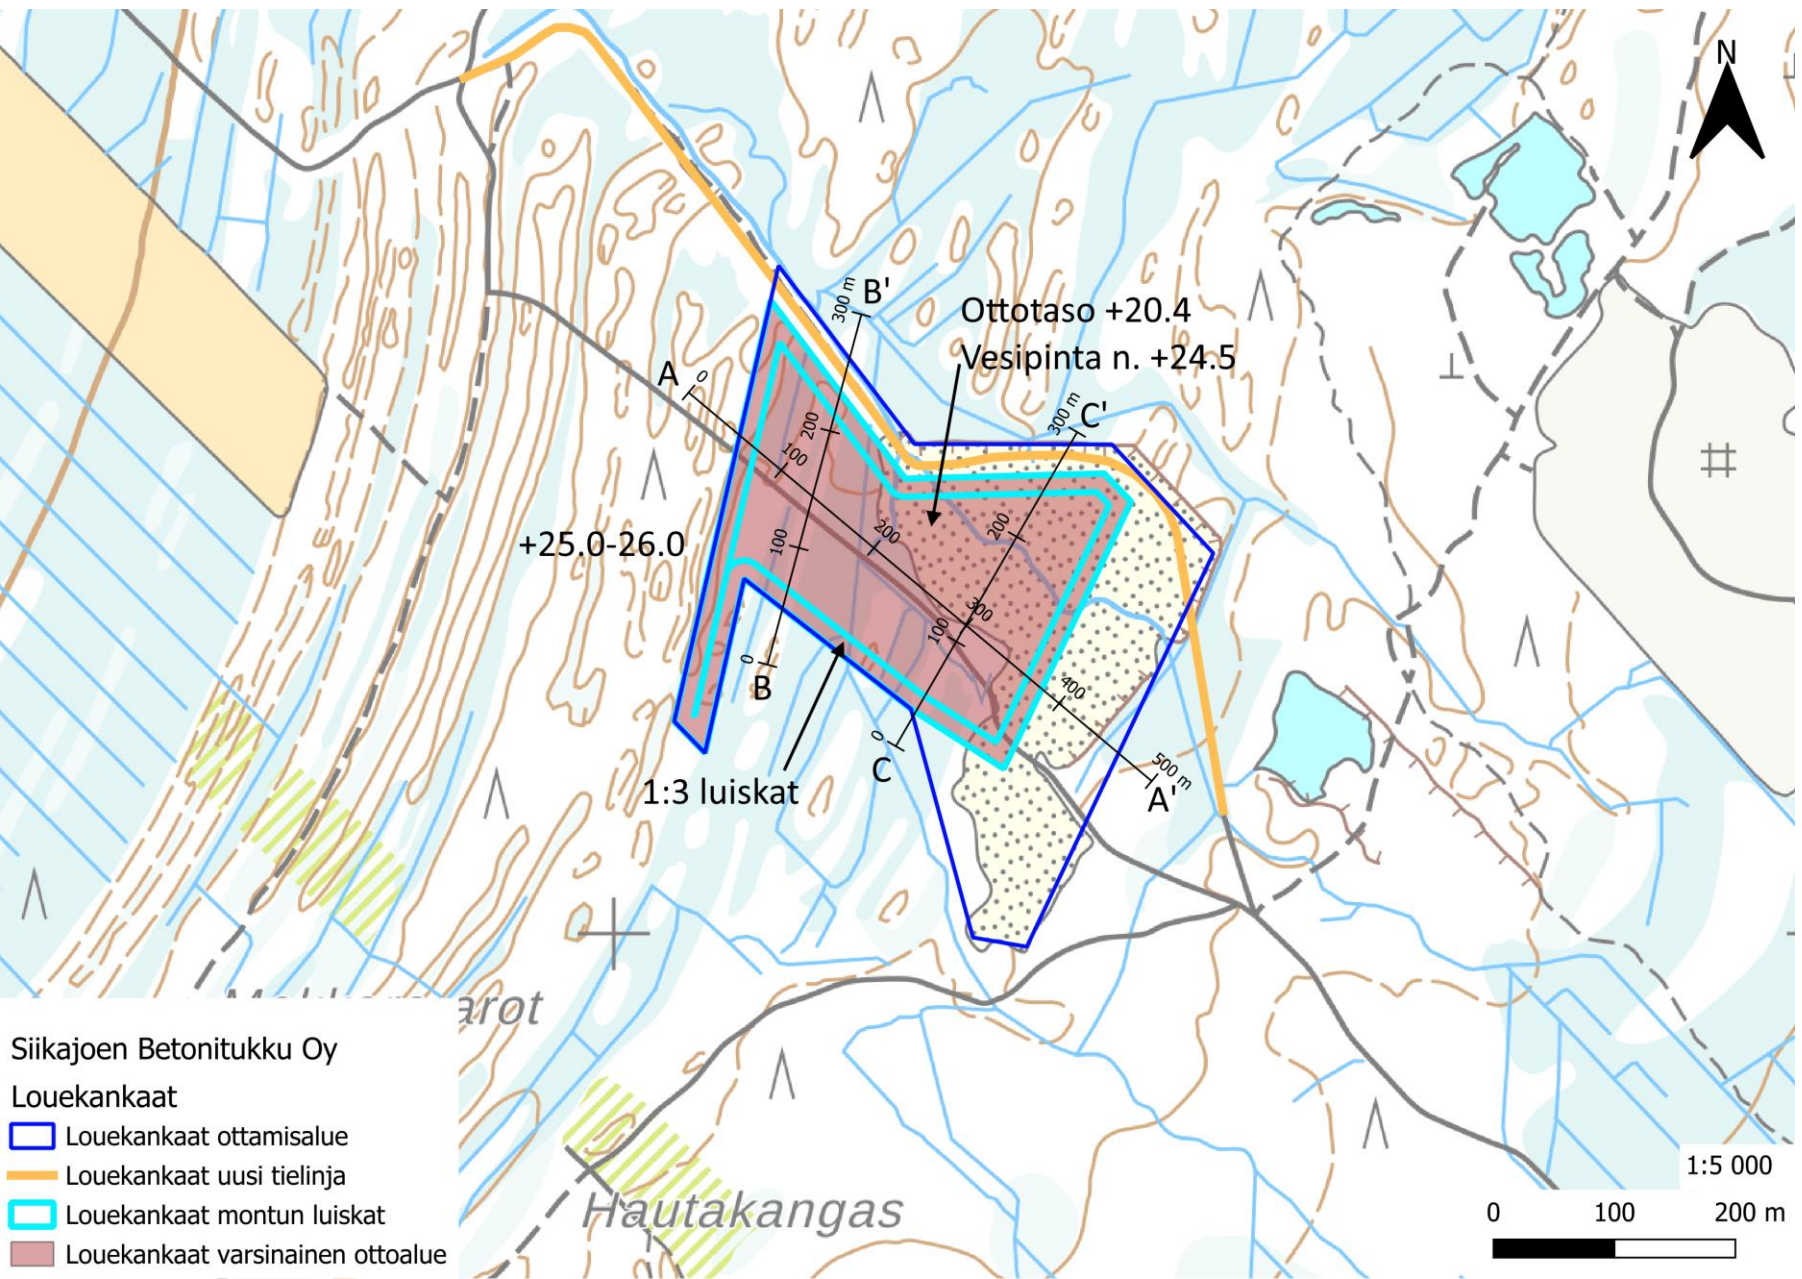 N
B'
300 m
Ottotaso +20.4
Vesipinta n. +24.5
A
0
C'
300 m
200
100
+25.0-26.0
100
200
200
300
100
0
B
400
0
C
500 m
A'
1:3 luiskat
arot
Siikajoen Betonitukku Oy
Louekankaat
Louekankaat ottamisalue
Louekankaat uusi tielinja
Louekankaat montun luiskat
Louekankaat varsinainen ottoalue
Hautakangas
1:5 000
0 100 200 m